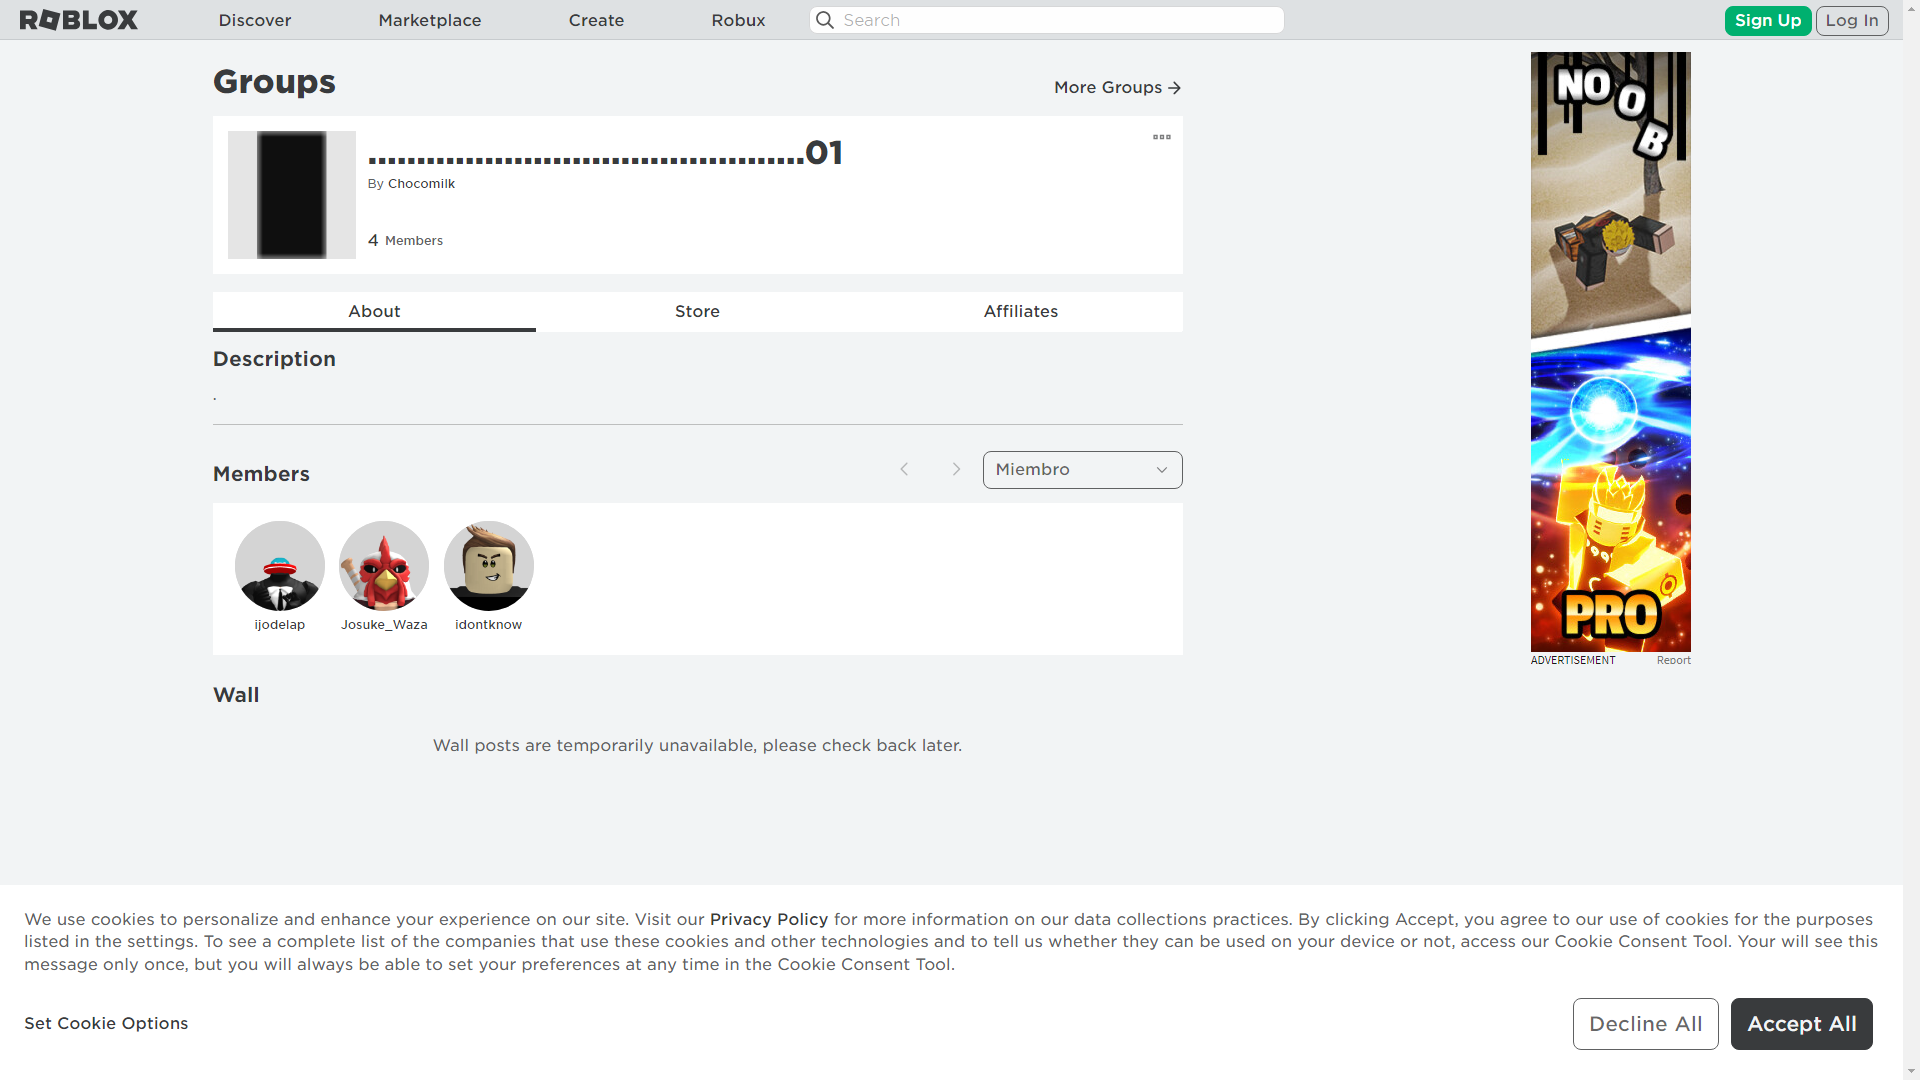 ROBLOX
Discover
Marketplace
Create
Robux
Search
Sign Up
Log In
Groups
More Groups
.............................................01
By Chocomilk
4 Members
About
Store
Affiliates
Description
.
Members
Miembro
ijodelap
Josuke_Waza
idontknow
Wall
Wall posts are temporarily unavailable, please check back later.
NOOB
PRO
ADVERTISEMENT
Report
We use cookies to personalize and enhance your experience on our site. Visit our Privacy Policy for more information on our data collections practices. By clicking Accept, you agree to our use of cookies for the purposes
listed in the settings. To see a complete list of the companies that use these cookies and other technologies and to tell us whether they can be used on your device or not, access our Cookie Consent Tool. Your will see this
message only once, but you will always be able to set your preferences at any time in the Cookie Consent Tool.
Set Cookie Options
Decline All
Accept All